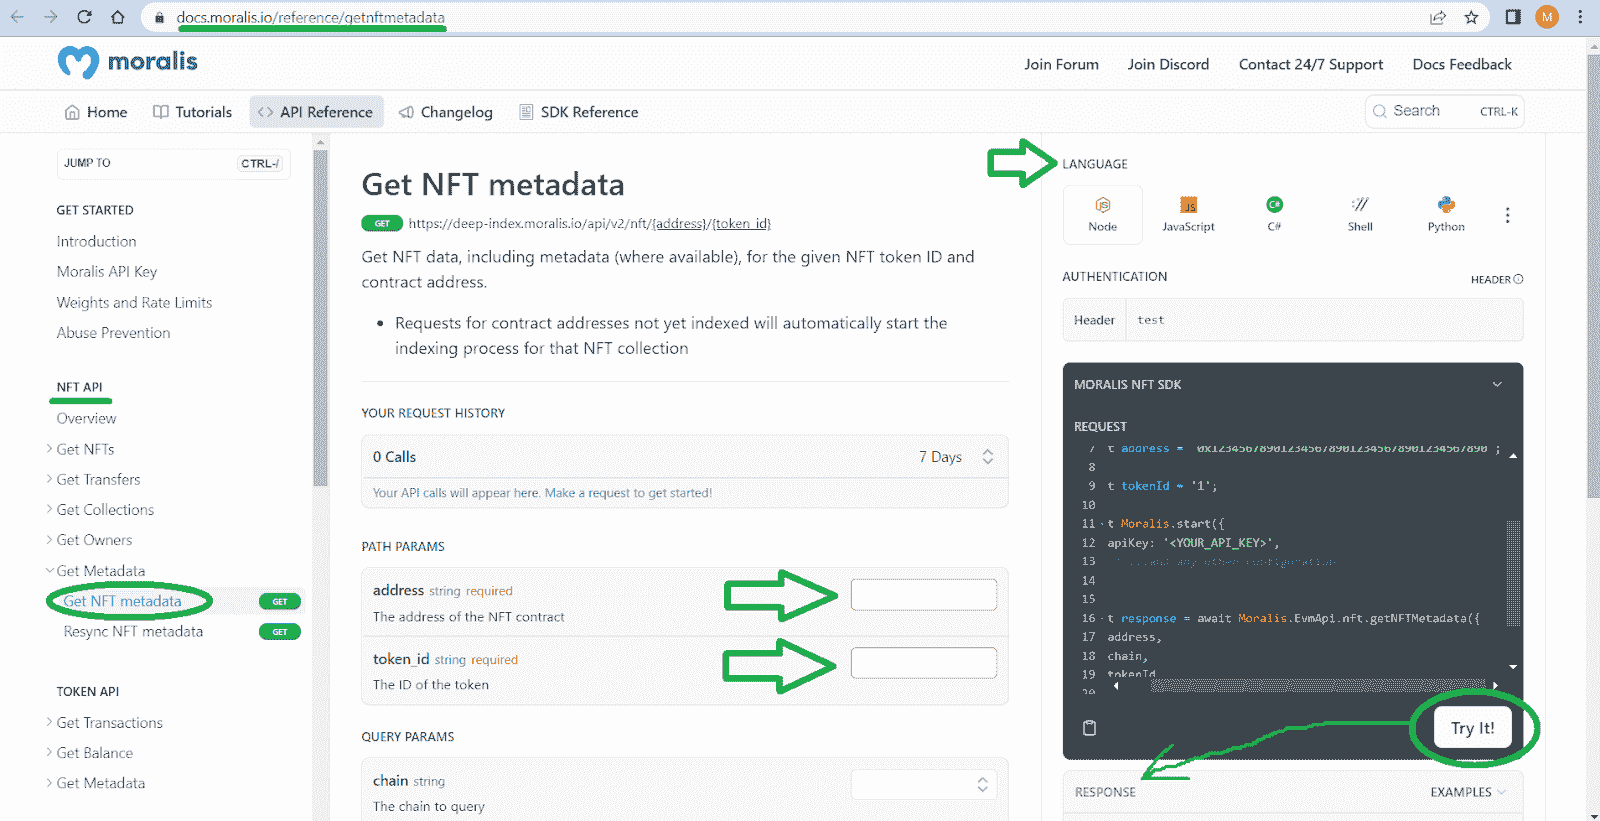 docs.moralis.io/reference/getnftmetadata
M
moralis
Join Forum
Join Discord
Contact 24/7 Support
Docs Feedback
Home
Tutorials
API Reference
Changelog
SDK Reference
Search
CTRL-K
JUMP TO
CTRL-/
GET STARTED
Introduction
Moralis API Key
Weights and Rate Limits
Abuse Prevention
NFT API
Overview
Get NFTs
Get Transfers
Get Collections
Get Owners
Get Metadata
Get NFT metadata GET
Resync NFT metadata GET
TOKEN API
Get Transactions
Get Balance
Get Metadata
Get NFT metadata
GET https://deep-index.moralis.io/api/v2/nft/{address}/{token_id}
Get NFT data, including metadata (where available), for the given NFT token ID and
contract address.
• Requests for contract addresses not yet indexed will automatically start the
indexing process for that NFT collection
YOUR REQUEST HISTORY
0 Calls
7 Days
Your API calls will appear here. Make a request to get started!
PATH PARAMS
address string required
The address of the NFT contract
token_id string required
The ID of the token
QUERY PARAMS
chain string
The chain to query
LANGUAGE
Node
JS
JavaScript
C#
C#
Shell
Python
AUTHENTICATION
HEADER
Header test
MORALIS NFT SDK
REQUEST
7 t address = '0x1234567890123456789012345678901234567890';
8
9 t tokenId = '1';
10
11 t Moralis.start({
12 apiKey: '<YOUR_API_KEY>',
13 ...and any other configuration
14
15
16 t response = await Moralis.EvmApi.nft.getNFTMetadata({
17 address,
18 chain,
19 tokenId
20
Try It!
RESPONSE
EXAMPLES